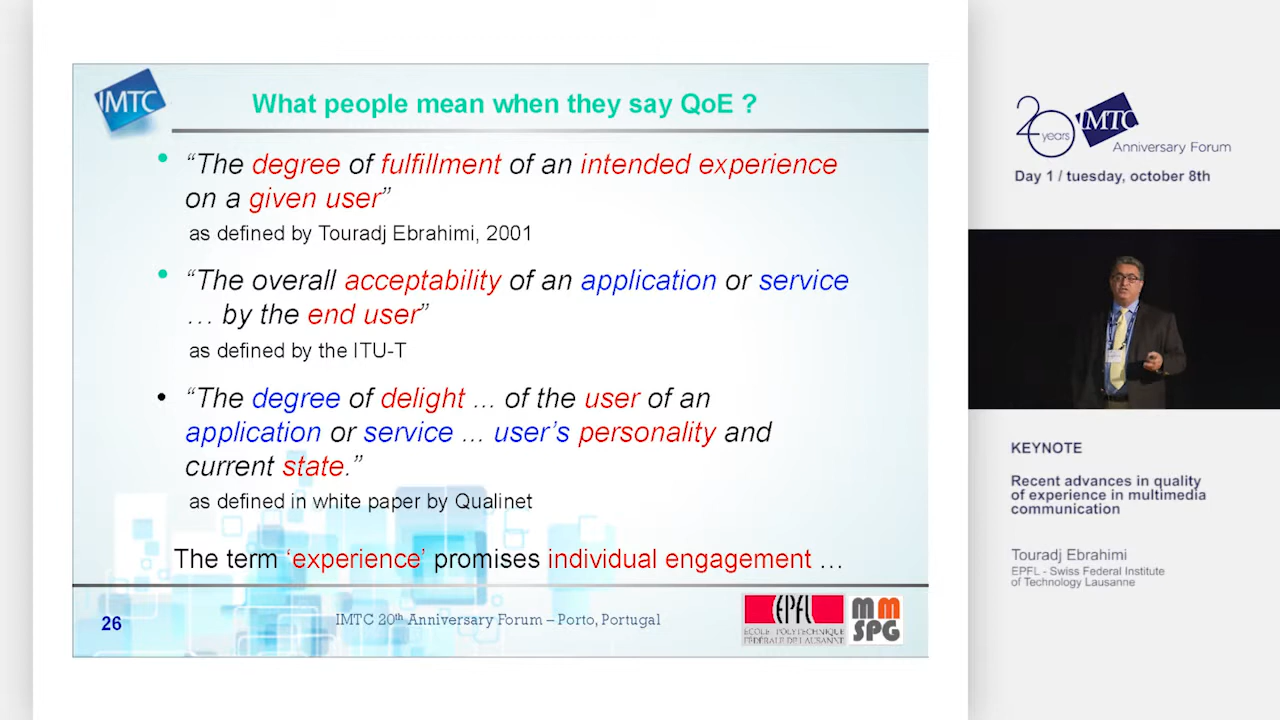 IMTC
What people mean when they say QoE ?
• “The degree of fulfillment of an intended experience
on a given user”
as defined by Touradj Ebrahimi, 2001
• “The overall acceptability of an application or service
… by the end user”
as defined by the ITU-T
• “The degree of delight … of the user of an
application or service … user’s personality and
current state.”
as defined in white paper by Qualinet
The term ‘experience’ promises individual engagement …
26
IMTC 20th Anniversary Forum – Porto, Portugal
EPFL
ÉCOLE POLYTECHNIQUE
FÉDÉRALE DE LAUSANNE
MM
SPG
20 years IMTC
Anniversary Forum
Day 1 / tuesday, october 8th
KEYNOTE
Recent advances in quality
of experience in multimedia
communication
Touradj Ebrahimi
EPFL - Swiss Federal Institute
of Technology Lausanne